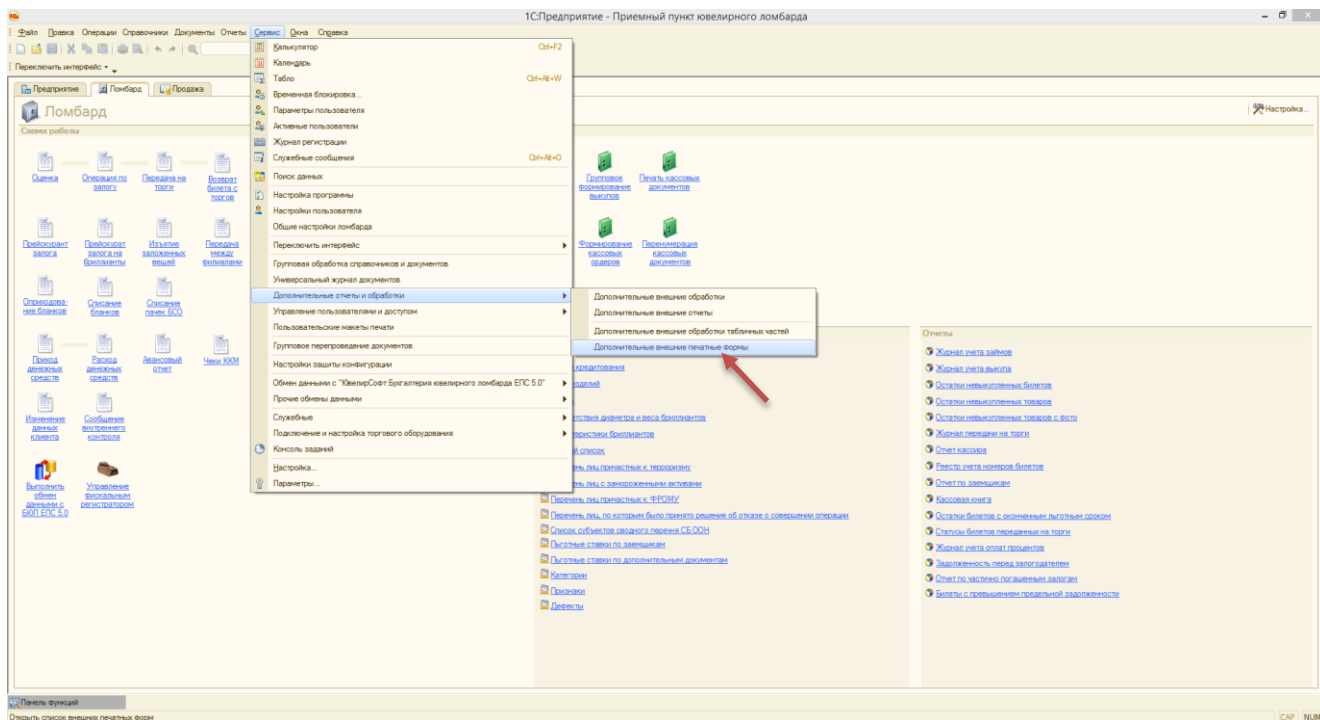 1С:Предприятие - Приемный пункт ювелирного ломбарда
Файл Правка Операции Справочники Документы Отчеты Сервис Окна Справка
Переключить интерфейс
Предприятие Ломбард Продажа
Ломбард
Настройка...
Схема работы
Оценка
Операция по залогу
Передача на торги
Возврат билета с торгов
Прейскурант залога
Прейскурат залога на бриллианты
Изъятие заложенных вещей
Передача между филиалами
Оприходова-
ние бланков
Списание бланков
Списание пачек БСО
Приход денежных средств
Расход денежных средств
Авансовый отчет
Чеки ККМ
Изменение данных клиента
Сообщение внутреннего контроля
Выполнить обмен данными с БЮЛ ЕПС 5.0
Управление фискальным регистратором
Калькулятор Ctrl+F2
Календарь
Табло Ctrl+Alt+W
Временная блокировка...
Параметры пользователя
Активные пользователи
Журнал регистрации
Служебные сообщения Ctrl+Alt+O
Поиск данных
Настройка программы
Настройки пользователя
Общие настройки ломбарда
Переключить интерфейс
Групповая обработка справочников и документов
Универсальный журнал документов
Дополнительные отчеты и обработки
Управление пользователями и доступом
Пользовательские макеты печати
Групповое перепроведение документов
Настройки защиты конфигурации
Обмен данными с "ЮвелирСофт:Бухгалтерия ювелирного ломбарда ЕПС 5.0"
Прочие обмены данными
Служебные
Подключение и настройка торгового оборудования
Консоль заданий
Настройка...
Параметры...
Дополнительные внешние обработки
Дополнительные внешние отчеты
Дополнительные внешние обработки табличных частей
Дополнительные внешние печатные формы
Групповое формирование выкупов
Печать кассовых документов
Формирование кассовых ордеров
Перенумерация кассовых документов
кредитования
изделий
тствия диаметра и веса бриллиантов
теристики бриллиантов
й список
ень лиц причастных к терроризму
ень лиц с замороженными активами
Перечень лиц причастных к ФРОМУ
Перечень лиц, по которым было принято решение об отказе о совершении операции
Список субъектов сводного перечня СБ ООН
Льготные ставки по заемщикам
Льготные ставки по дополнительным документам
Категории
Признаки
Дефекты
Отчеты
Журнал учета займов
Журнал учета выкупа
Остатки невыкупленных билетов
Остатки невыкупленных товаров
Остатки невыкупленных товаров с фото
Журнал передачи на торги
Отчет кассира
Реестр учета номеров билетов
Отчет по заемщикам
Кассовая книга
Остатки билетов с оконченным льготным сроком
Статусы билетов переданных на торги
Журнал учета оплат процентов
Задолженность перед залогодателем
Отчет по частично погашенным залогам
Билеты с превышением предельной задолженности
Панель функций
Открыть список внешних печатных форм
CAP NUM